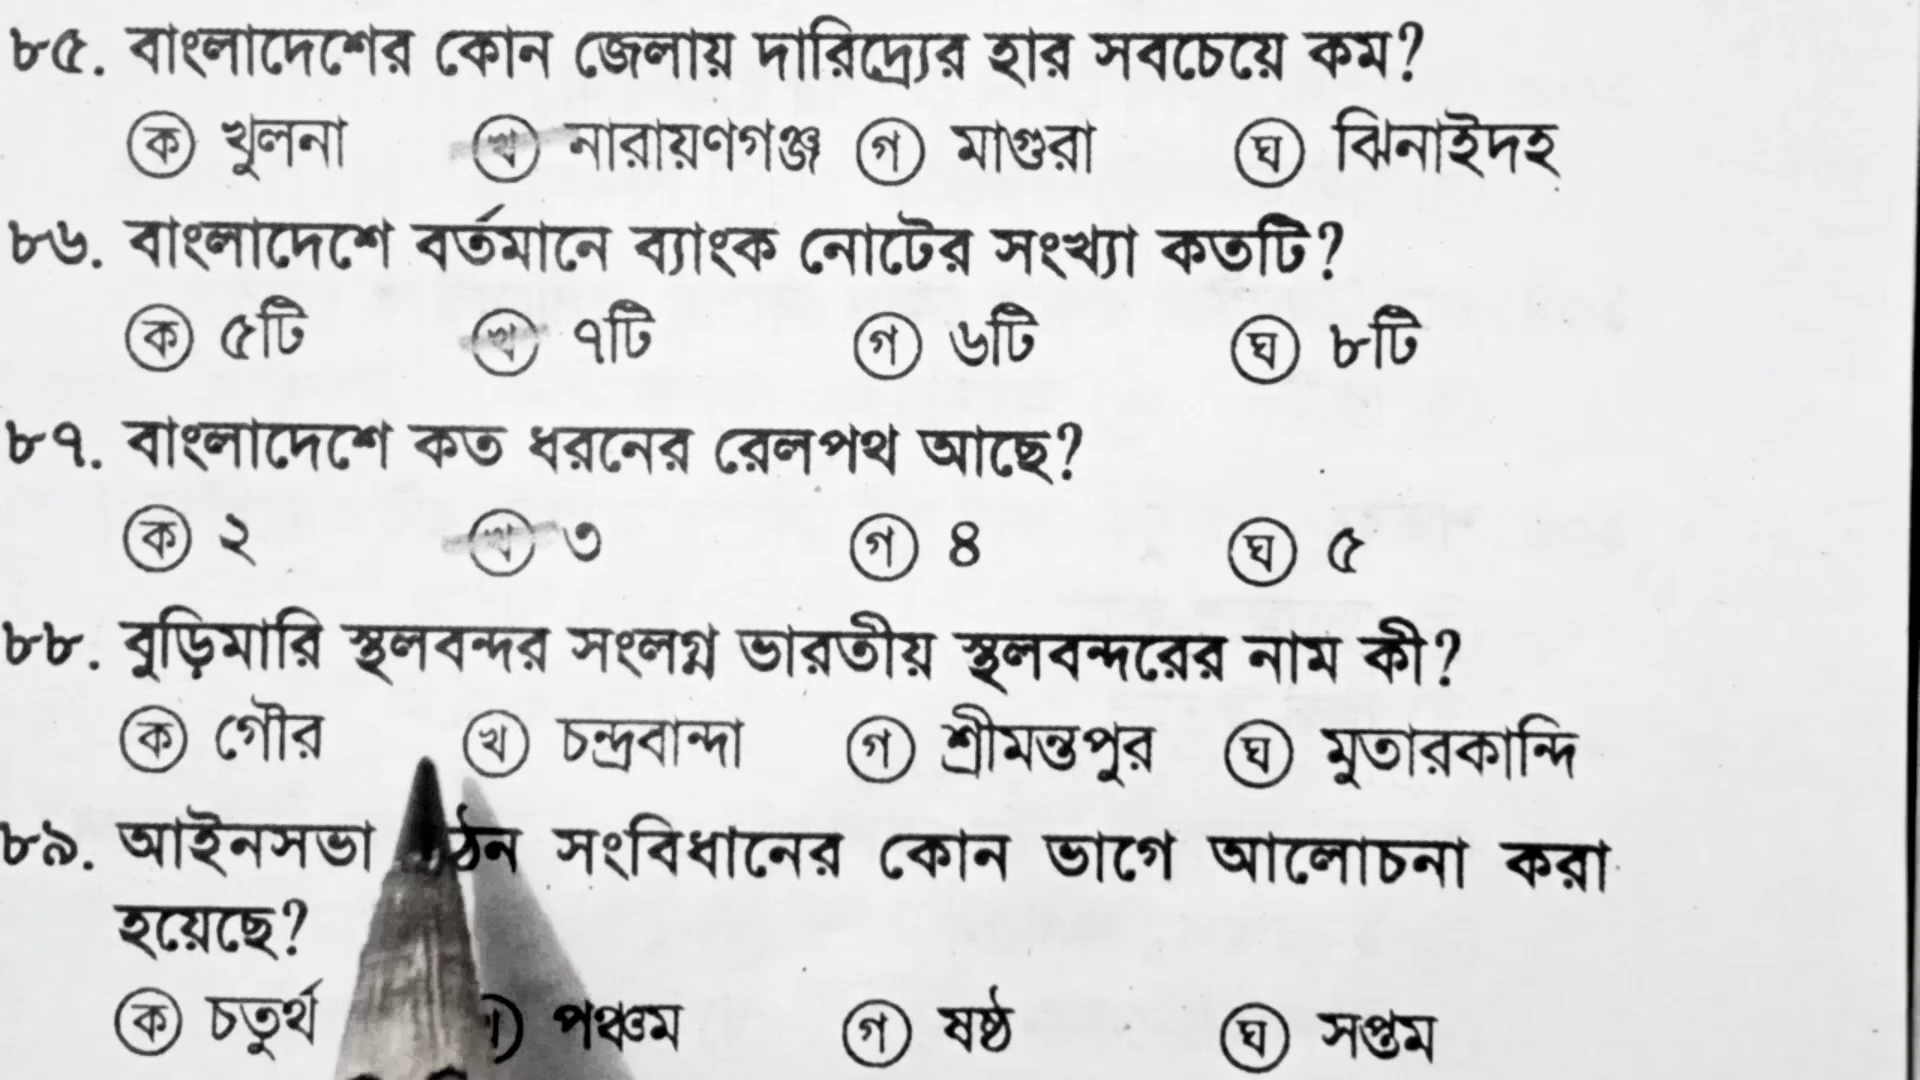 ৮৫. বাংলাদেশের কোন জেলায় দারিদ্র্যের হার সবচেয়ে কম?
ক খুলনা খ নারায়ণগঞ্জ গ মাগুরা ঘ ঝিনাইদহ
৮৬. বাংলাদেশে বর্তমানে ব্যাংক নোটের সংখ্যা কতটি?
ক ৫টি খ ৭টি গ ৬টি ঘ ৮টি
৮৭. বাংলাদেশে কত ধরনের রেলপথ আছে?
ক ২ খ ৩ গ ৪ ঘ ৫
৮৮. বুড়িমারি স্থলবন্দর সংলগ্ন ভারতীয় স্থলবন্দরের নাম কী?
ক গৌর খ চন্দ্রবান্দা গ শ্রীমন্তপুর ঘ মুতারকান্দি
৮৯. আইনসভা সংবিধানের কোন ভাগে আলোচনা করা
হয়েছে?
ক চতুর্থ পঞ্চম গ ষষ্ঠ ঘ সপ্তম